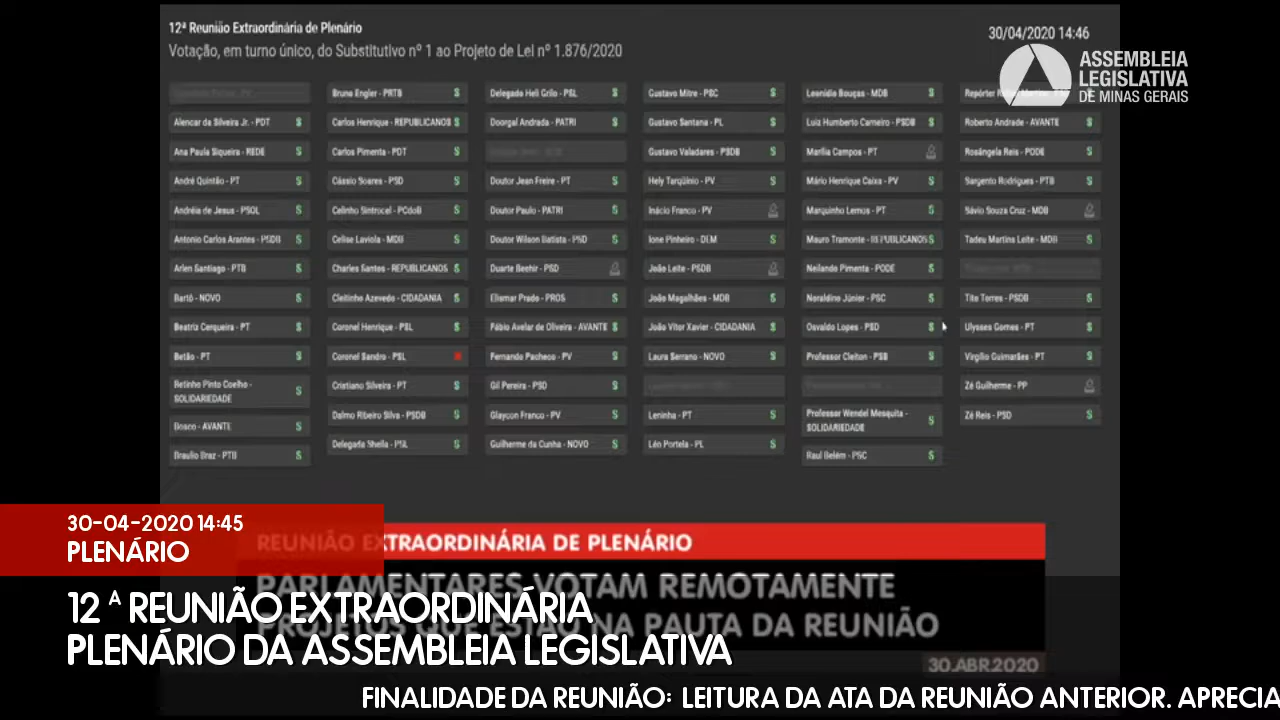 12ª Reunião Extraordinária de Plenário
Votação, em turno único, do Substitutivo nº 1 ao Projeto de Lei nº 1.876/2020
30/04/2020 14:46
ASSEMBLEIA
LEGISLATIVA
DE MINAS GERAIS
Alencar da Silveira Jr. - PDT S
Ana Paula Siqueira - REDE S
André Quintão - PT S
Andréia de Jesus - PSOL S
Antonio Carlos Arantes - PSDB S
Arlen Santiago - PTB S
Bartô - NOVO S
Beatriz Cerqueira - PT S
Betão - PT S
Betinho Pinto Coelho -
SOLIDARIEDADE S
Bosco - AVANTE S
Braulio Braz - PTB S
Bruno Engler - PRTB S
Carlos Henrique - REPUBLICANOS S
Carlos Pimenta - PDT S
Cássio Soares - PSD S
Celinho Sintrocel - PCdoB S
Celise Laviola - MDB S
Charles Santos - REPUBLICANOS S
Cleitinho Azevedo - CIDADANIA S
Coronel Henrique - PSL S
Coronel Sandro - PSL
Cristiano Silveira - PT S
Dalmo Ribeiro Silva - PSDB S
Delegada Sheila - PSL S
Delegado Heli Grilo - PSL S
Doorgal Andrada - PATRI S
Doutor Jean Freire - PT S
Doutor Paulo - PATRI S
Doutor Wilson Batista - PSD S
Duarte Bechir - PSD
Elismar Prado - PROS S
Fábio Avelar de Oliveira - AVANTE S
Fernando Pacheco - PV S
Gil Pereira - PSD S
Glaycon Franco - PV S
Guilherme da Cunha - NOVO S
Gustavo Mitre - PSC S
Gustavo Santana - PL S
Gustavo Valadares - PSDB S
Hely Tarqüínio - PV S
Inácio Franco - PV
Ione Pinheiro - DEM S
João Leite - PSDB
João Magalhães - MDB S
João Vítor Xavier - CIDADANIA S
Laura Serrano - NOVO S
Leninha - PT S
Léo Portela - PL S
Leonídio Bouças - MDB S
Luiz Humberto Carneiro - PSDB S
Marília Campos - PT
Mário Henrique Caixa - PV S
Marquinho Lemos - PT S
Mauro Tramonte - REPUBLICANOS S
Neilando Pimenta - PODE S
Noraldino Júnior - PSC S
Osvaldo Lopes - PSD S
Professor Cleiton - PSB S
Professor Wendel Mesquita -
SOLIDARIEDADE S
Raul Belém - PSC S
Repórter
Roberto Andrade - AVANTE S
Rosângela Reis - PODE S
Sargento Rodrigues - PTB S
Sávio Souza Cruz - MDB
Tadeu Martins Leite - MDB S
Tito Torres - PSDB S
Ulysses Gomes - PT S
Virgílio Guimarães - PT S
Zé Guilherme - PP
Zé Reis - PSD S
30-04-2020 14:45
PLENÁRIO
REUNIÃO EXTRAORDINÁRIA DE PLENÁRIO
PARLAMENTARES VOTAM REMOTAMENTE
PROJETOS QUE ESTÃO NA PAUTA DA REUNIÃO
12 ª REUNIÃO EXTRAORDINÁRIA
PLENÁRIO DA ASSEMBLEIA LEGISLATIVA
30.ABR.2020
FINALIDADE DA REUNIÃO: LEITURA DA ATA DA REUNIÃO ANTERIOR. APRECIA